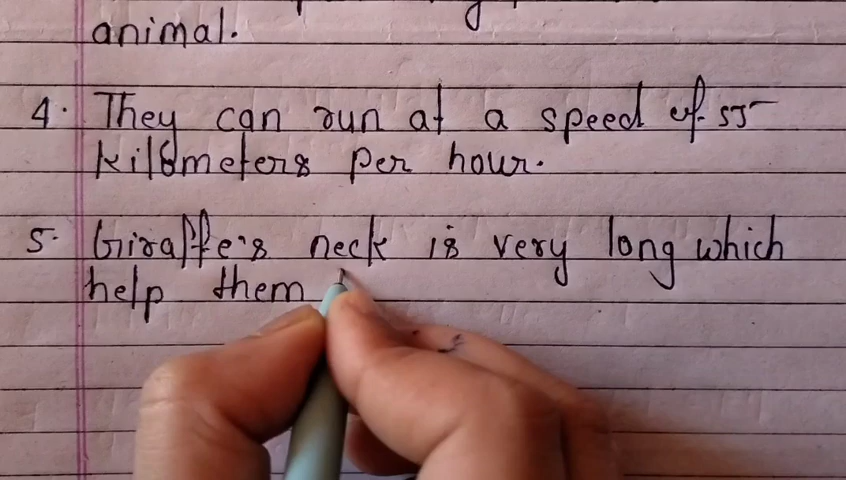 animal.
4. They can run at a speed of 55
kilometers per hour.
5. Giraffe's neck is very long which
help them